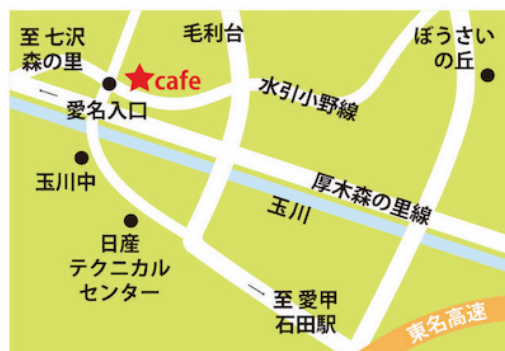 至 七沢
森の里
毛利台
ぼうさい
の丘
cafe
水引小野線
愛名入口
←
玉川中
厚木森の里線
玉川
日産
テクニカル
センター
→
至 愛甲
石田駅
東名高速